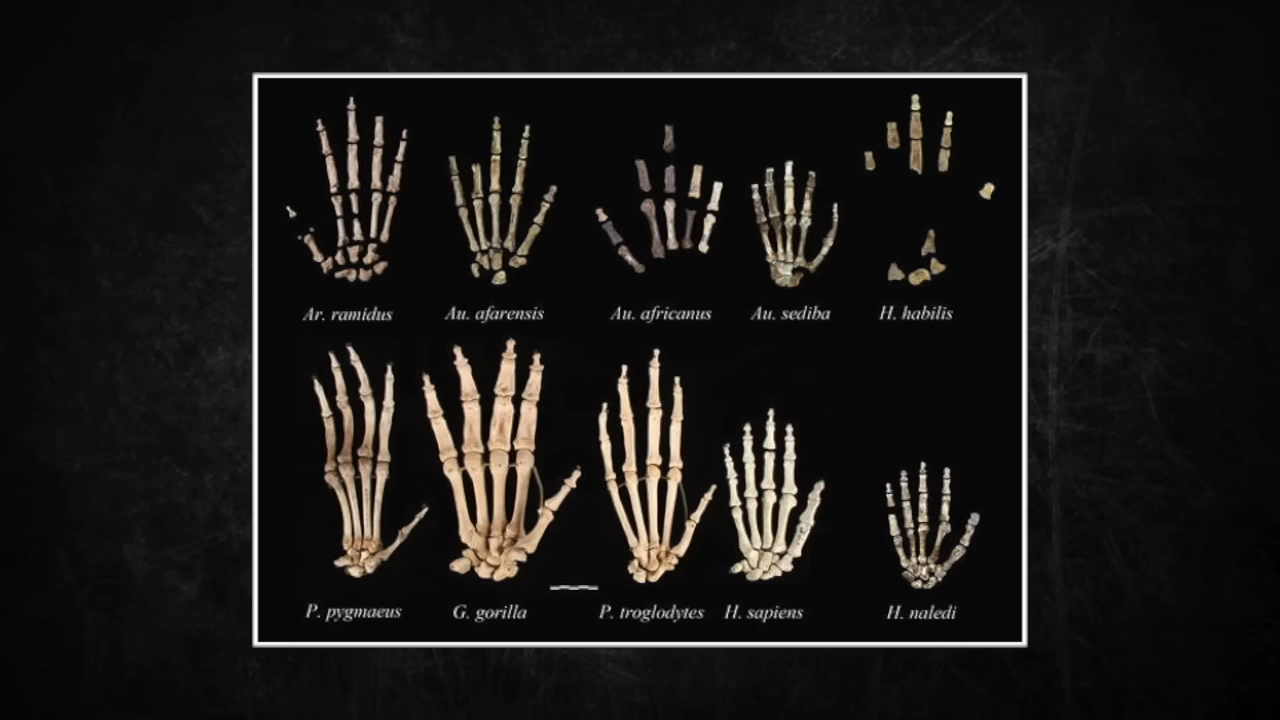 Ar. ramidus
Au. afarensis
Au. africanus
Au. sediba
H. habilis
P. pygmaeus
G. gorilla
P. troglodytes
H. sapiens
H. naledi